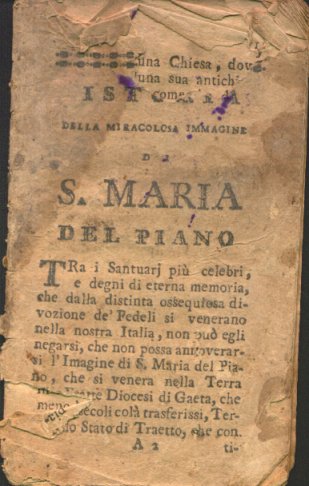 una Chiesa, dov
una sua antich
ISTORIA
DELLA MIRACOLOSA IMMAGINE
DI
S. MARIA
DEL PIANO
TRa i Santuarj più celebri,
e degni di eterna memoria,
che dalla distinta ossequiosa di-
vozione de' Fedeli si venerano
nella nostra Italia, non può egli
negarsi, che non possa annoverar-
si l'Imagine di S. Maria del Pia-
no, che si venera nella Terra
Diocesi di Gaeta, che
secoli colà trasferissi, Ter-
Stato di Traetto, che con.
A 2
ti-